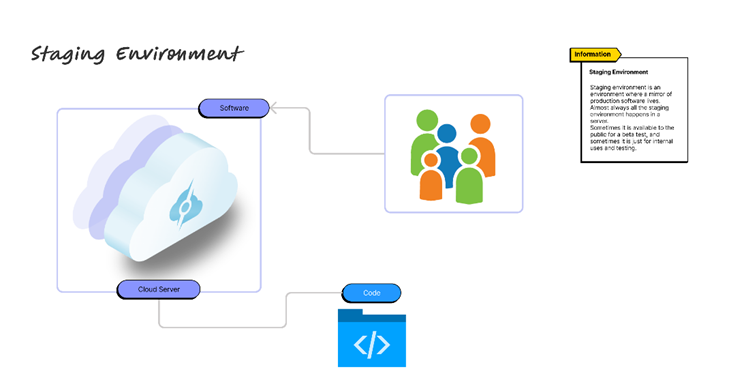 Staging Environment
Information
Staging Environment
Staging environment is an
environment where a mirror of
production software lives.
Almost always all the staging
environment happens in a
server.
Sometimes it is available to the
public for a beta test, and
sometimes it is just for internal
uses and testing.
Software
Cloud Server
Code
</>